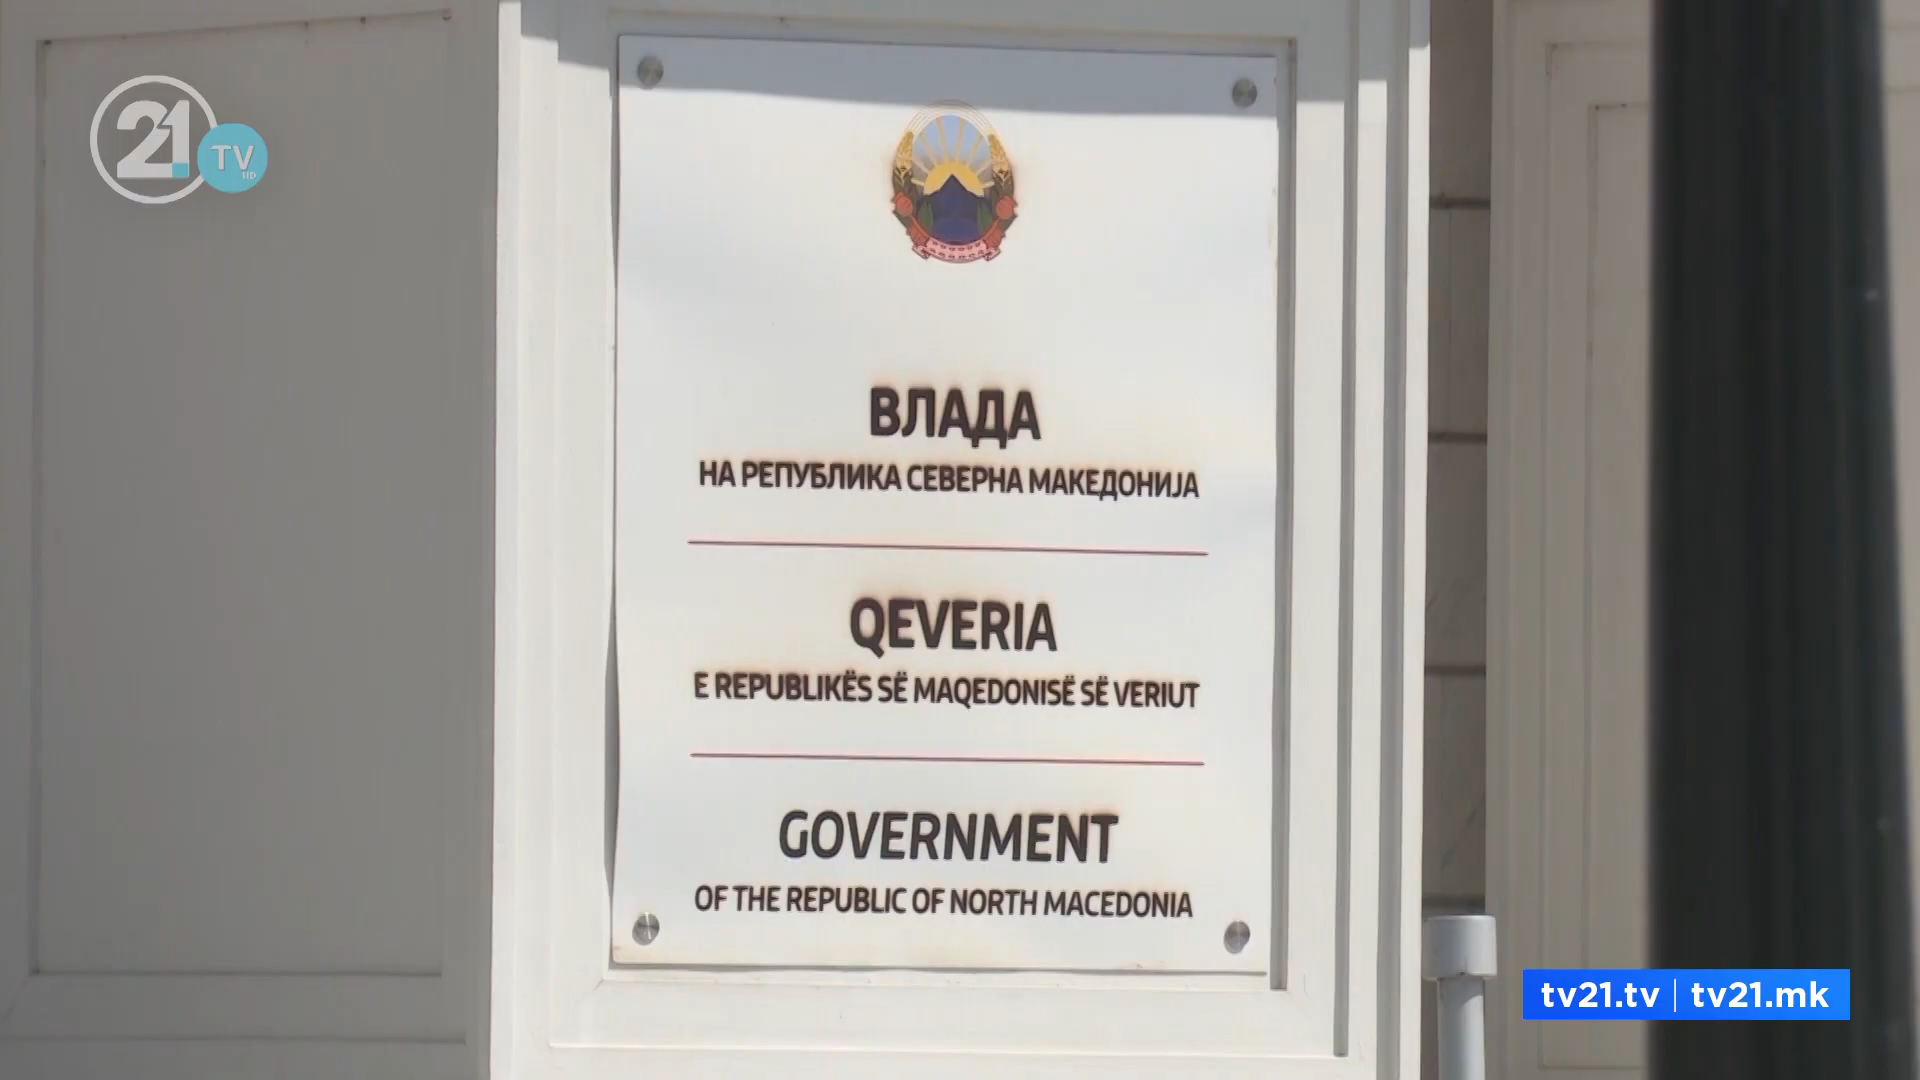 21.
TV
HD
ВЛАДА
НА РЕПУБЛИКА СЕВЕРНА МАКЕДОНИЈА
QEVERIA
E REPUBLIKËS SË MAQEDONISË SË VERIUT
GOVERNMENT
OF THE REPUBLIC OF NORTH MACEDONIA
tv21.tv | tv21.mk